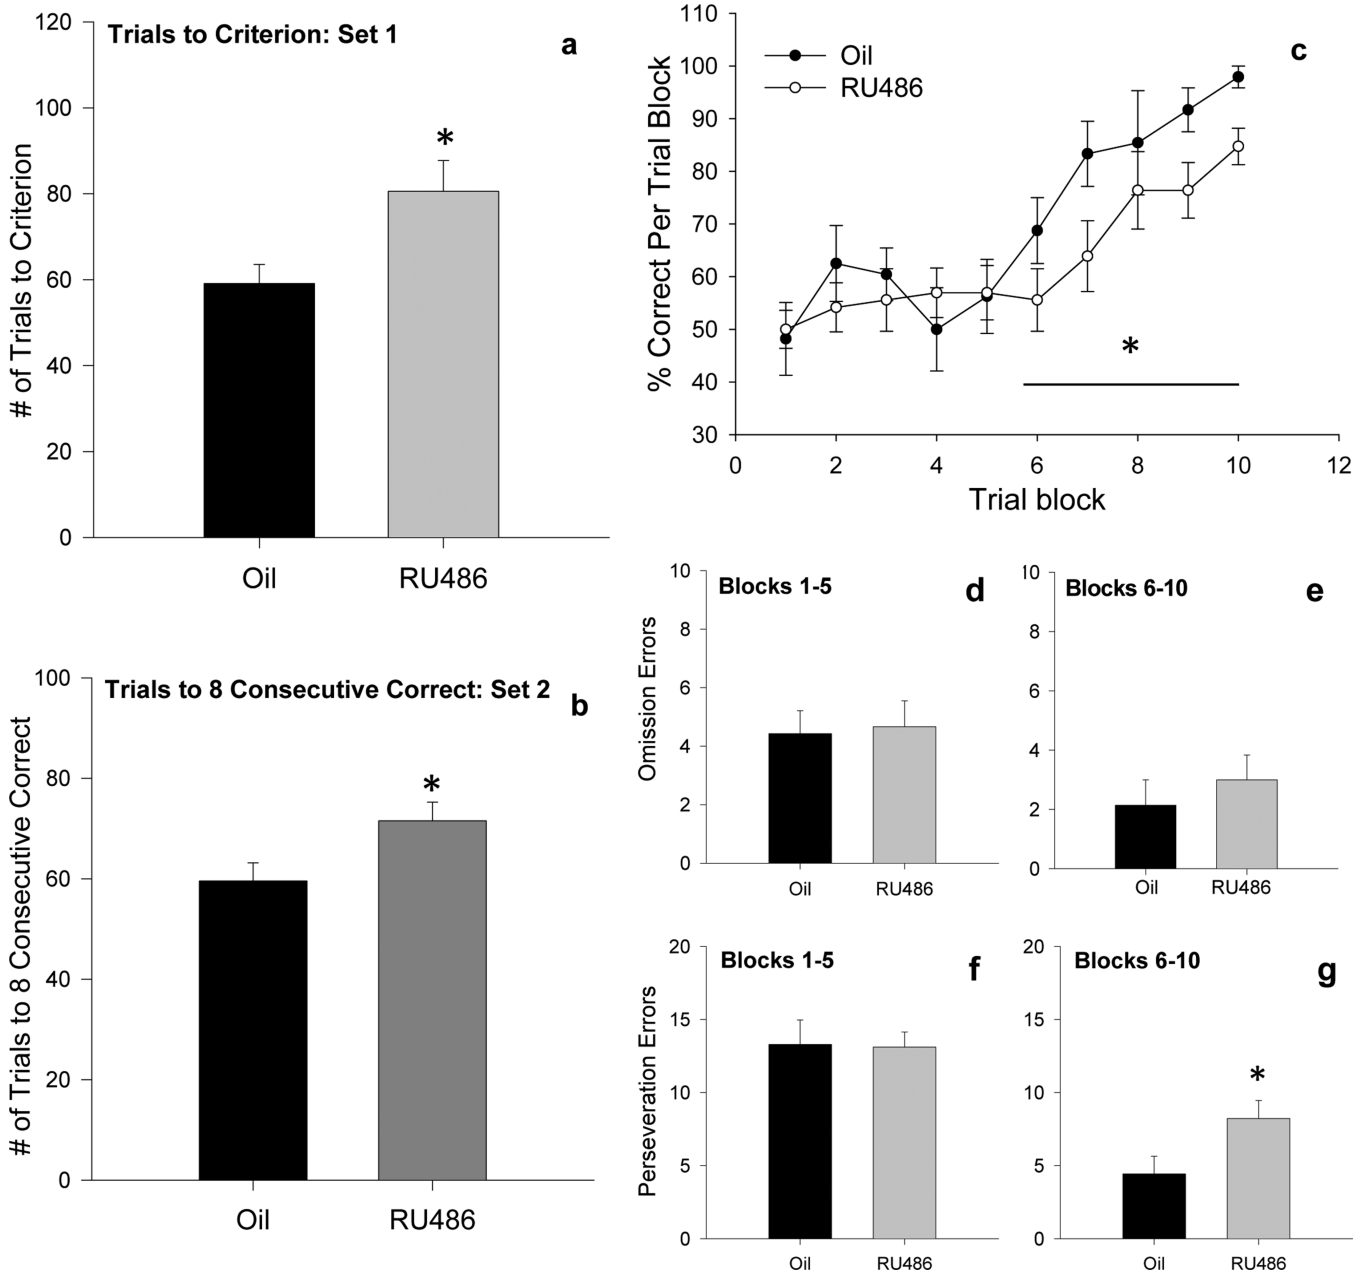 Trials to Criterion: Set 1
a
# of Trials to Criterion
120
100
80
60
40
20
0
*
Oil
RU486
Trials to 8 Consecutive Correct: Set 2
b
# of Trials to 8 Consecutive Correct
100
80
60
40
20
0
*
Oil
RU486
c
Oil
RU486
% Correct Per Trial Block
110
100
90
80
70
60
50
40
30
*
0
2
4
6
8
10
12
Trial block
Blocks 1-5
d
Omission Errors
10
8
6
4
2
0
Oil
RU486
Blocks 6-10
e
10
8
6
4
2
0
Oil
RU486
Blocks 1-5
f
Perseveration Errors
20
15
10
5
0
Oil
RU486
Blocks 6-10
g
20
15
10
5
0
*
Oil
RU486